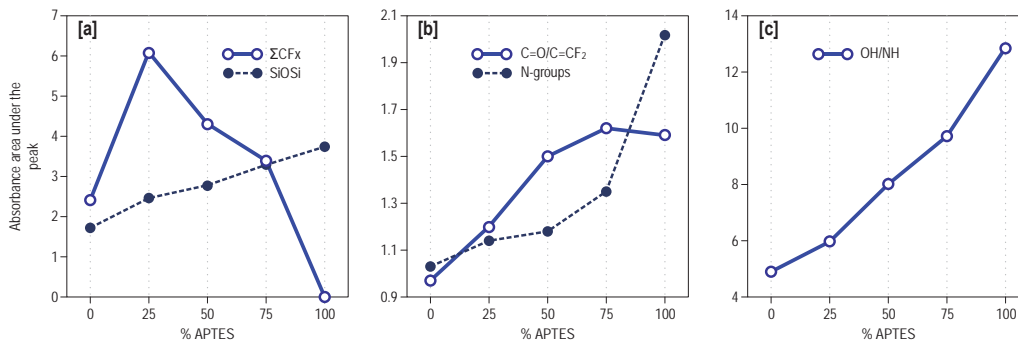 Absorbance area under the
peak
[a]
ΣCFx
SiOSi
7
6
5
4
3
2
1
0
0 25 50 75 100
% APTES
[b]
C=O/C=CF₂
N-groups
2.1
1.9
1.6
1.4
1.3
1.1
0.9
0 25 50 75 100
% APTES
[c]
OH/NH
14
12
10
8
6
4
0 25 50 75 100
% APTES